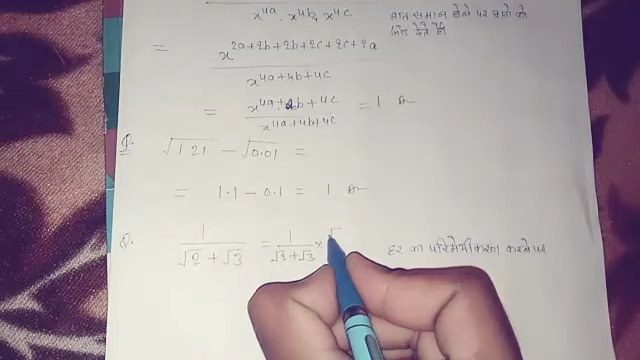 x^4a . x^4b . x^4c
घात समान होने पर घातो को
जोड़ देते है
= x^2a+2b+2b+2c+2c+2a
x^4a+4b+4c
= x^4a+4b+4c = 1
x^4a+4b+4c
Q. √1.21 - √0.01 =
= 1.1 - 0.1 = 1
Q. 1/(√2 + √3) = 1/(√2+√3) × √
हर का परिमेयीकरण करने पर